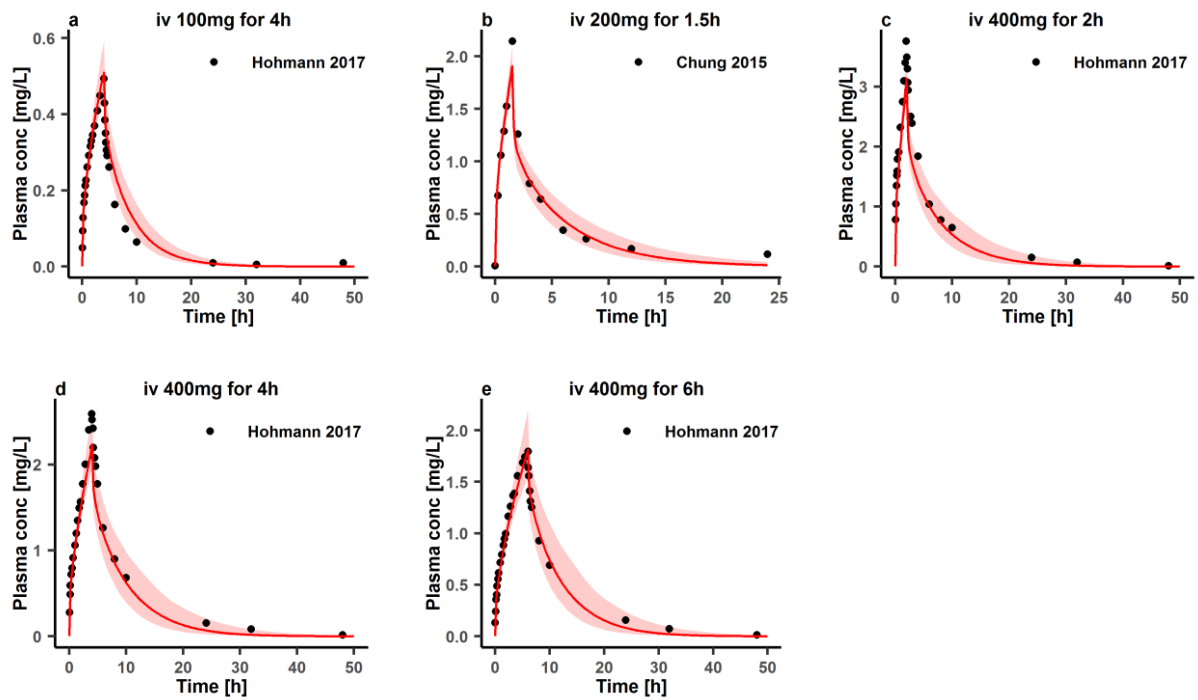 a iv 100mg for 4h
Plasma conc [mg/L]
0.6
0.4
0.2
0.0
Hohmann 2017
0 10 20 30 40 50
Time [h]
b iv 200mg for 1.5h
Plasma conc [mg/L]
2.0
1.5
1.0
0.5
0.0
Chung 2015
0 5 10 15 20 25
Time [h]
c iv 400mg for 2h
Plasma conc [mg/L]
3
2
1
0
Hohmann 2017
0 10 20 30 40 50
Time [h]
d iv 400mg for 4h
Plasma conc [mg/L]
2
1
0
Hohmann 2017
0 10 20 30 40 50
Time [h]
e iv 400mg for 6h
Plasma conc [mg/L]
2.0
1.5
1.0
0.5
0.0
Hohmann 2017
0 10 20 30 40 50
Time [h]